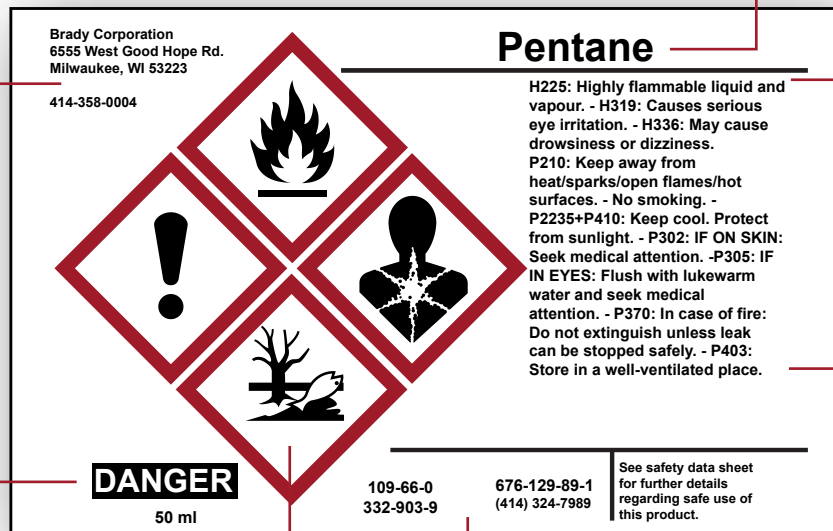 Brady Corporation
6555 West Good Hope Rd.
Milwaukee, WI 53223
414-358-0004
Pentane
H225: Highly flammable liquid and
vapour. - H319: Causes serious
eye irritation. - H336: May cause
drowsiness or dizziness.
P210: Keep away from
heat/sparks/open flames/hot
surfaces. - No smoking. -
P2235+P410: Keep cool. Protect
from sunlight. - P302: IF ON SKIN:
Seek medical attention. -P305: IF
IN EYES: Flush with lukewarm
water and seek medical
attention. - P370: In case of fire:
Do not extinguish unless leak
can be stopped safely. - P403:
Store in a well-ventilated place.
DANGER
50 ml
109-66-0
332-903-9
676-129-89-1
(414) 324-7989
See safety data sheet
for further details
regarding safe use of
this product.